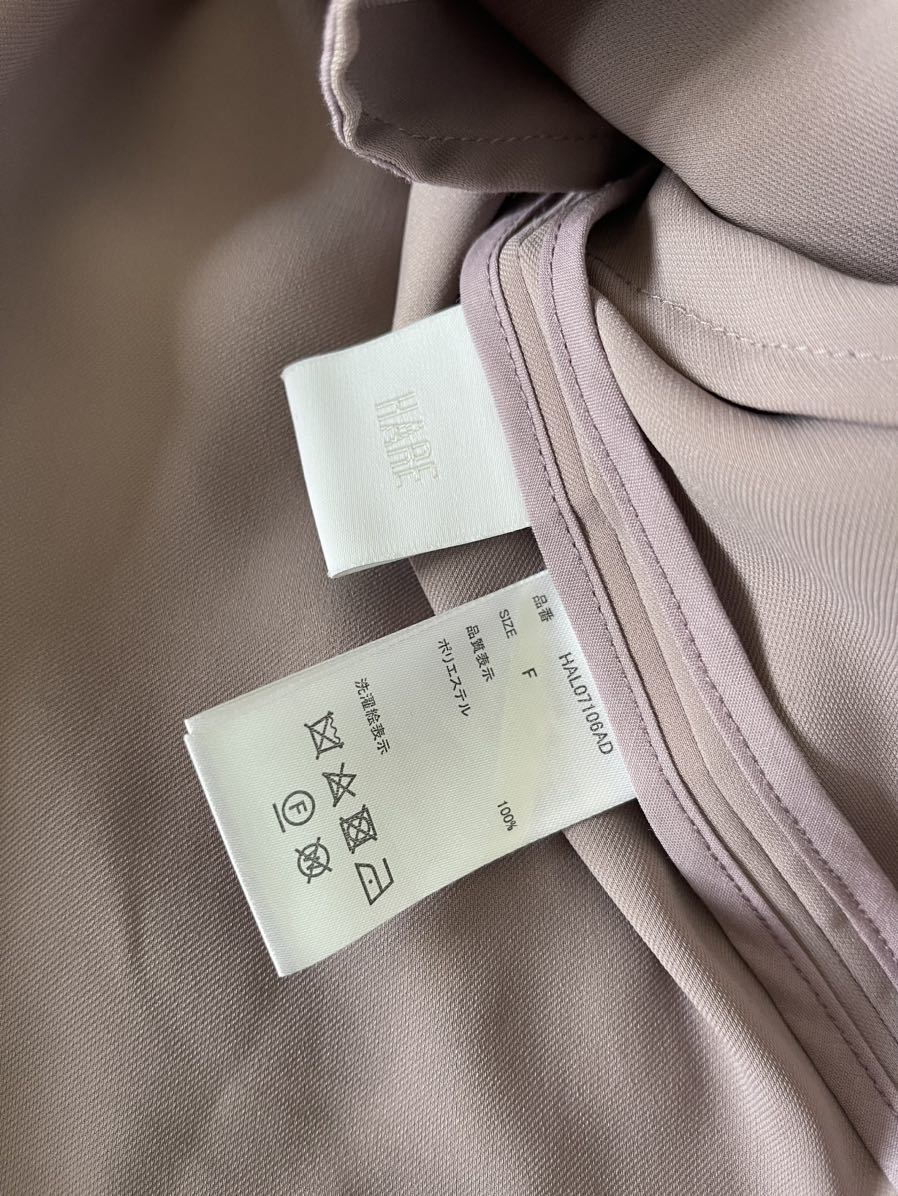 HARE
品番 HAL07106AD
SIZE F
品質表示
ポリエステル 100%
洗濯絵表示
F
W